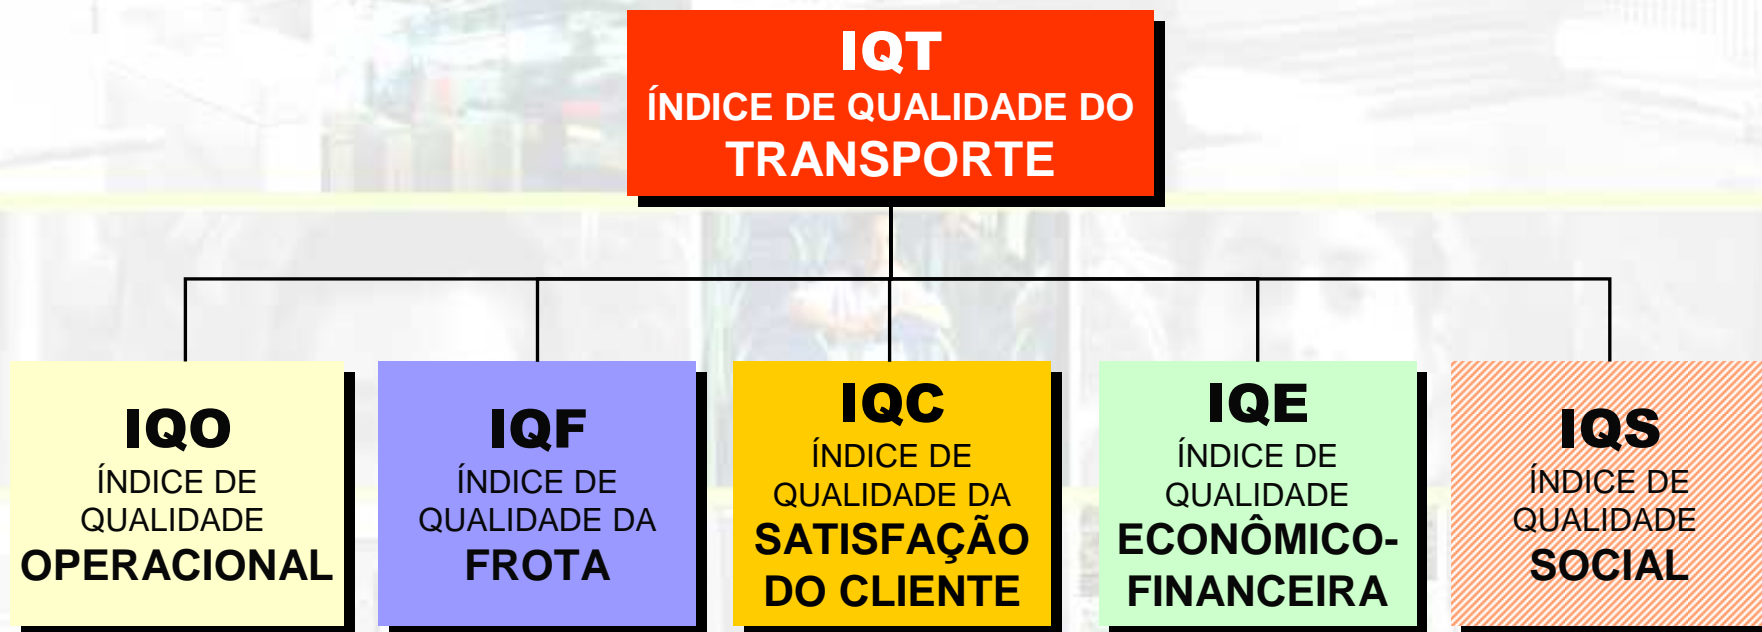 IQT
ÍNDICE DE QUALIDADE DO
TRANSPORTE
IQO
ÍNDICE DE
QUALIDADE
OPERACIONAL
IQF
ÍNDICE DE
QUALIDADE DA
FROTA
IQC
ÍNDICE DE
QUALIDADE DA
SATISFAÇÃO
DO CLIENTE
IQE
ÍNDICE DE
QUALIDADE
ECONÔMICO-
FINANCEIRA
IQS
ÍNDICE DE
QUALIDADE
SOCIAL